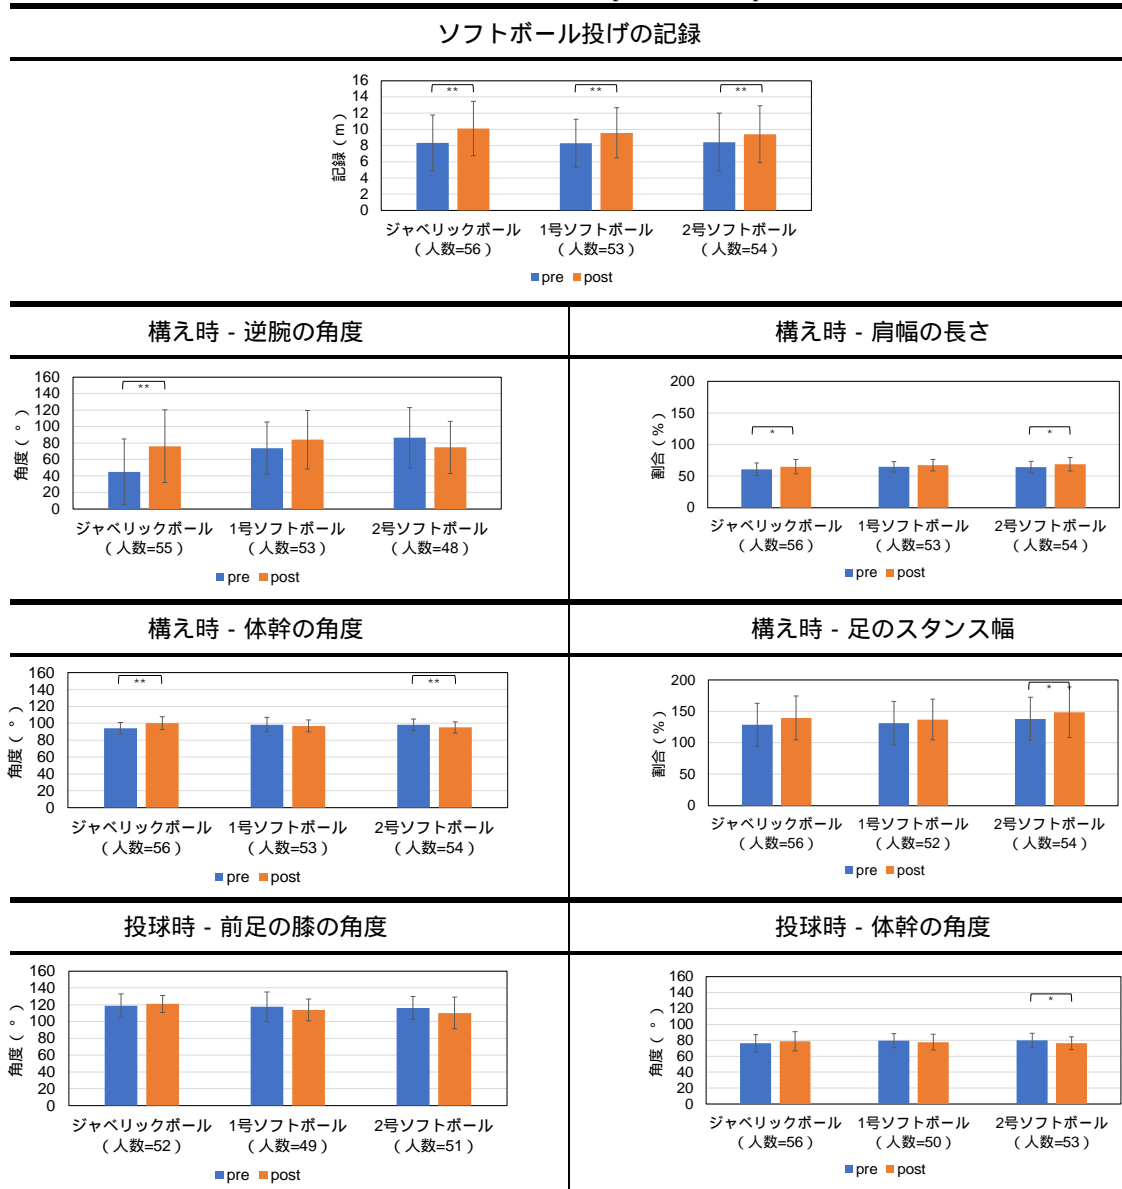 ソフトボール投げの記録
記録(m)
16
14
12
10
8
6
4
2
0
** ** **
ジャベリックボール 1号ソフトボール 2号ソフトボール
(人数=56) (人数=53) (人数=54)
pre post
構え時 - 逆腕の角度
角度(°)
160
140
120
100
80
60
40
20
0
**
ジャベリックボール 1号ソフトボール 2号ソフトボール
(人数=55) (人数=53) (人数=48)
pre post
構え時 - 肩幅の長さ
割合(%)
200
150
100
50
0
* *
ジャベリックボール 1号ソフトボール 2号ソフトボール
(人数=56) (人数=53) (人数=54)
pre post
構え時 - 体幹の角度
角度(°)
160
140
120
100
80
60
40
20
0
** **
ジャベリックボール 1号ソフトボール 2号ソフトボール
(人数=56) (人数=53) (人数=54)
pre post
構え時 - 足のスタンス幅
割合(%)
200
150
100
50
0
*
ジャベリックボール 1号ソフトボール 2号ソフトボール
(人数=56) (人数=52) (人数=54)
pre post
投球時 - 前足の膝の角度
角度(°)
160
140
120
100
80
60
40
20
0
ジャベリックボール 1号ソフトボール 2号ソフトボール
(人数=52) (人数=49) (人数=51)
pre post
投球時 - 体幹の角度
角度(°)
160
140
120
100
80
60
40
20
0
*
ジャベリックボール 1号ソフトボール 2号ソフトボール
(人数=56) (人数=50) (人数=53)
pre post